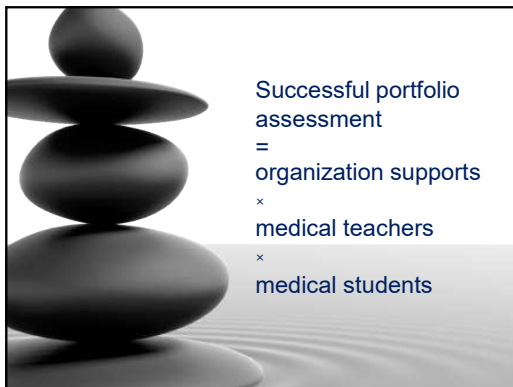 Successful portfolio
assessment
=
organization supports
×
medical teachers
×
medical students